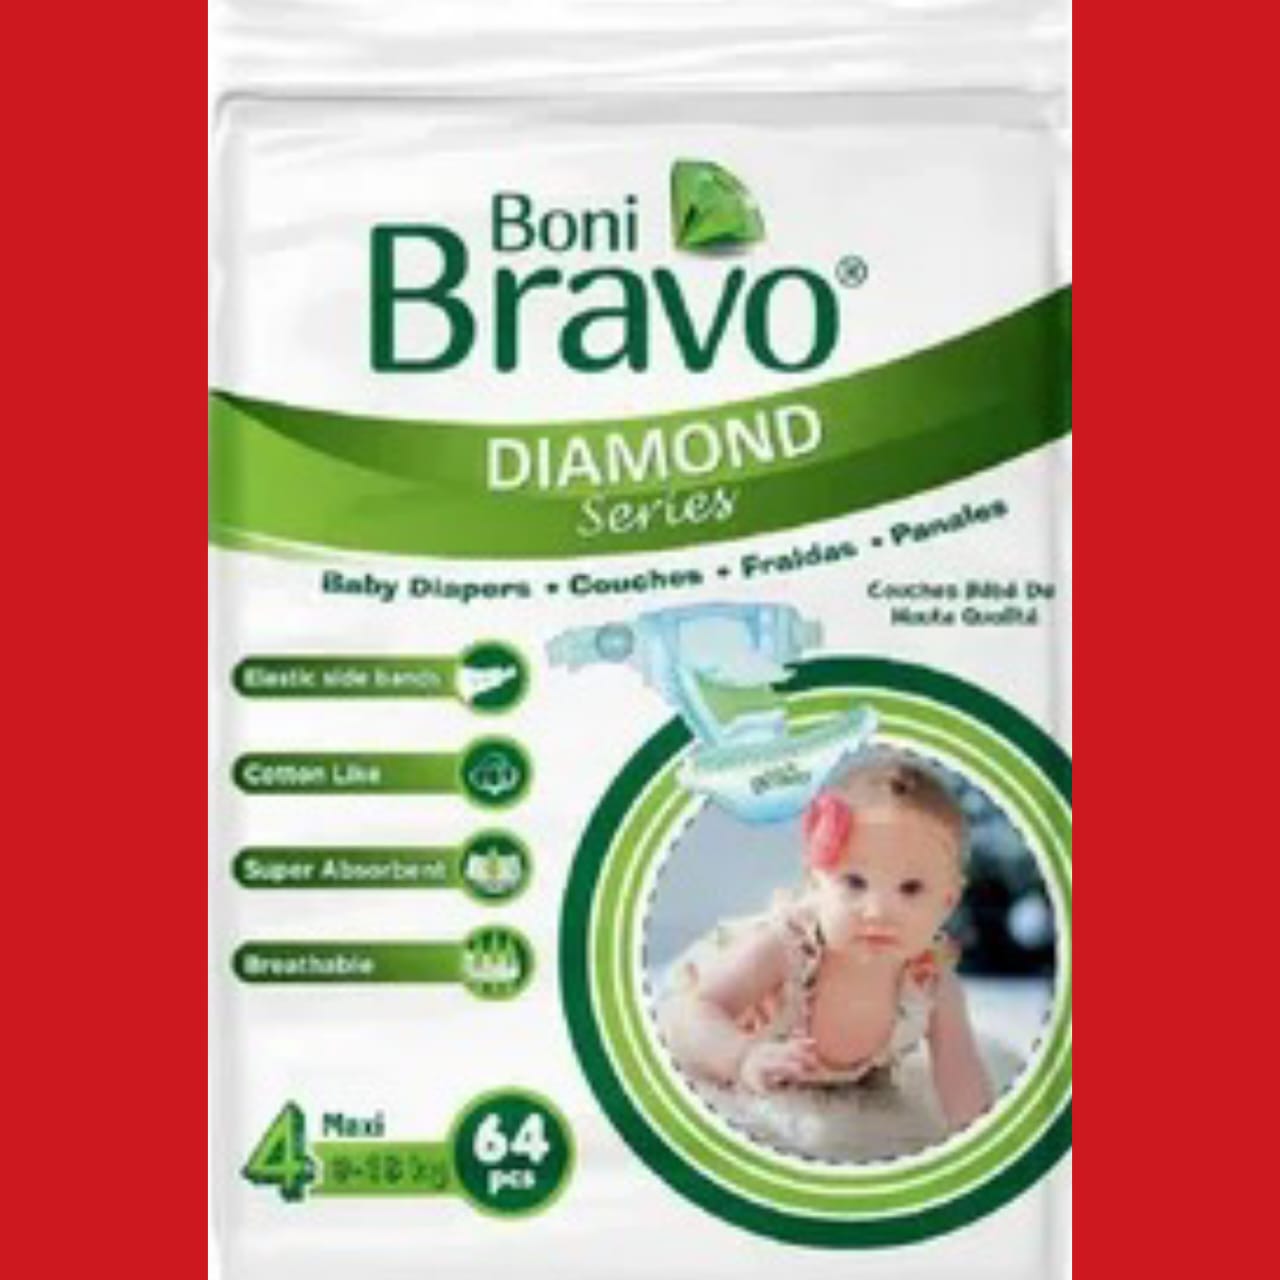 Boni
Bravo®
DIAMOND
Series
Baby Diapers • Couches • Fraldas • Panales
Couches Bébé De
Haute Qualité
Elastic side bands
Cotton Like
Super Absorbent
Breathable
4
Maxi
64
pcs